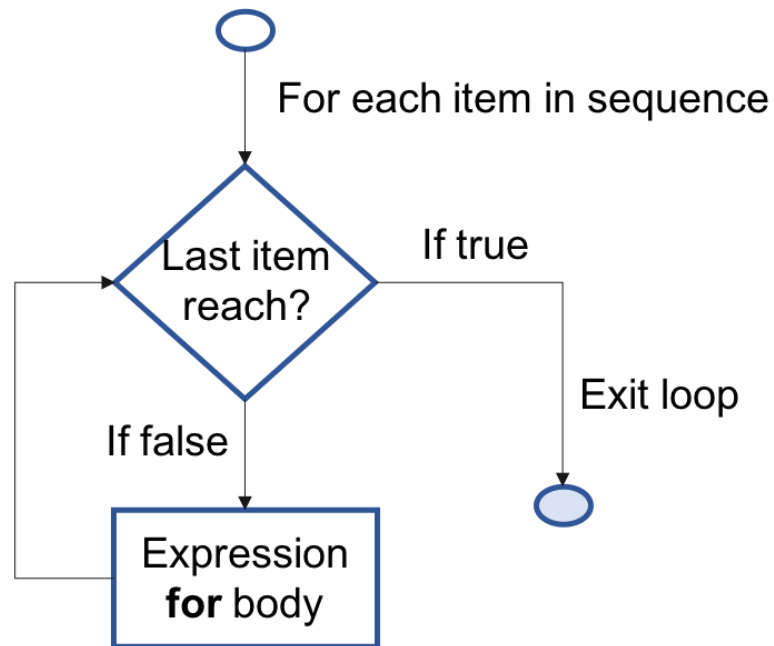 For each item in sequence
Last item
reach?
If true
Exit loop
If false
Expression
for body